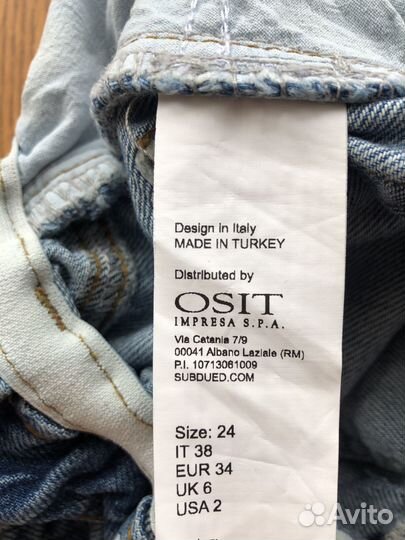 Design in Italy
MADE IN TURKEY
Distributed by
OSIT
IMPRESA S.P.A.
Via Catania 7/9
00041 Albano Laziale (RM)
P.I. 10713061009
SUBDUED.COM
Size: 24
IT 38
EUR 34
UK 6
USA 2
Avito